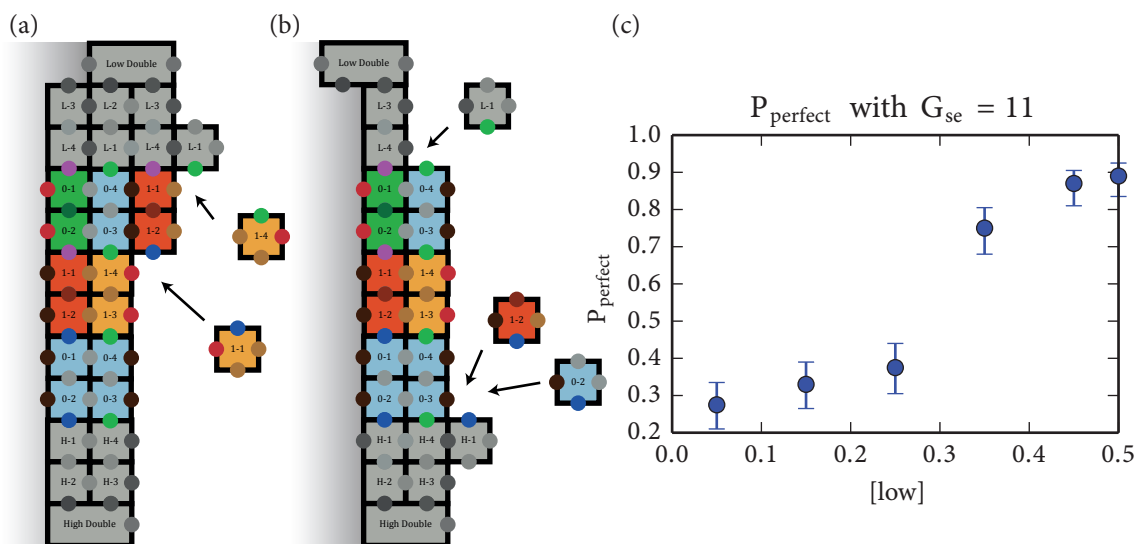 (a)
Low Double
L-3 L-2 L-3
L-4 L-1 L-4 L-1
0-1 0-4 1-1
0-2 0-3 1-2
1-4
1-1 1-4
1-2 1-3
1-1
0-1 0-4
0-2 0-3
H-1 H-4
H-2 H-3
High Double
(b)
Low Double
L-3
L-1
L-4
0-1 0-4
0-2 0-3
1-1 1-4
1-2 1-3
1-2
0-1 0-4
0-2 0-3
0-2
H-1 H-4 H-1
H-2 H-3
High Double
(c)
P_perfect with G_se = 11
P_perfect
1.0
0.9
0.8
0.7
0.6
0.5
0.4
0.3
0.2
0.0 0.1 0.2 0.3 0.4 0.5
[low]